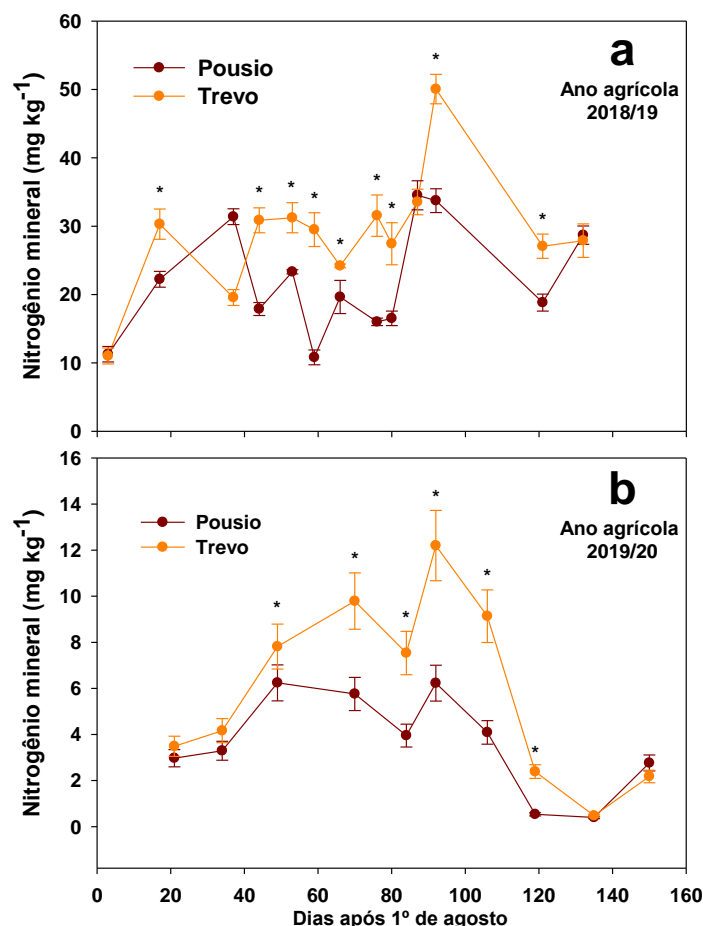 a
Ano agrícola
2018/19
Pousio
Trevo
Nitrogênio mineral (mg kg⁻¹)
60
50
40
30
20
10
0
*
*
*
*
*
*
*
*
*
b
Ano agrícola
2019/20
Pousio
Trevo
Nitrogênio mineral (mg kg⁻¹)
16
14
12
10
8
6
4
2
0
*
*
*
*
*
*
0 20 40 60 80 100 120 140 160
Dias após 1º de agosto